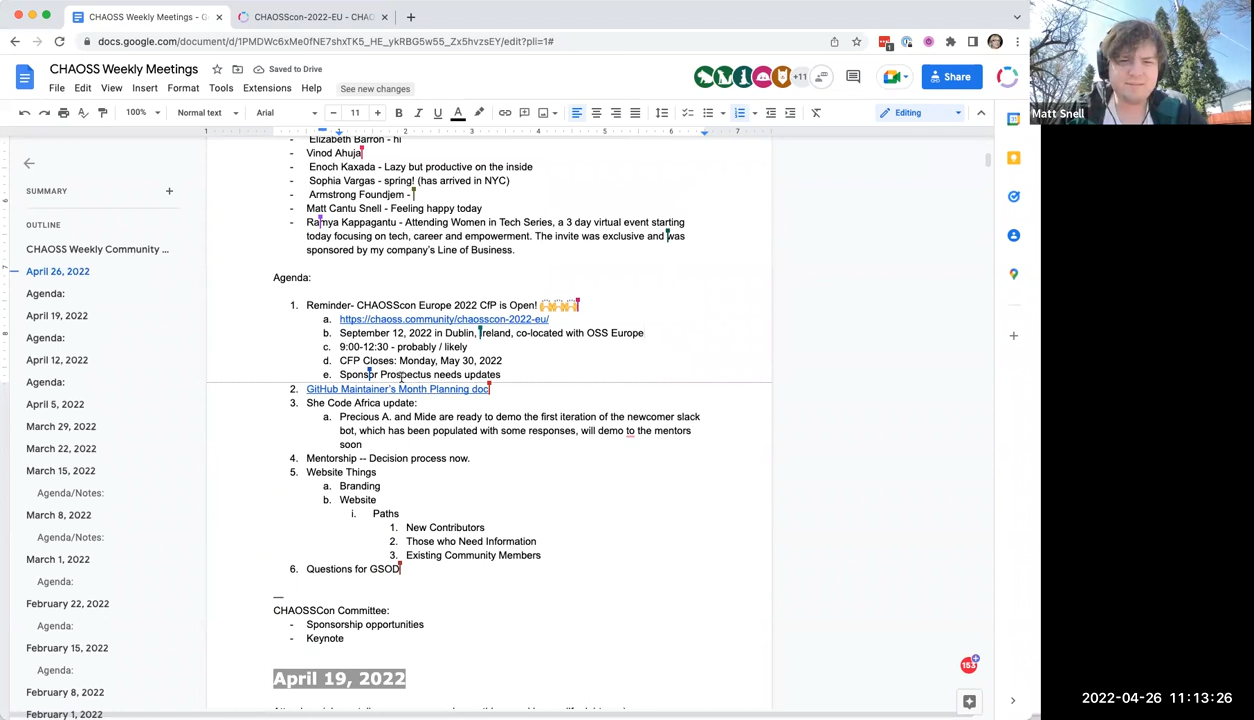 CHAOSS Weekly Meetings - G
CHAOSScon-2022-EU - CHAO
docs.google.com/document/d/1PMDWc6xMe0fNE7shxTK5_HE_ykRBG5w55_Zx5hvzsEY/edit?pli=1#
CHAOSS Weekly Meetings
Saved to Drive
File Edit View Insert Format Tools Extensions Help
See new changes
+11
Share
100%
Normal text
Arial
11
Editing
Matt Snell
1 2 3 4 5 6 7
SUMMARY
OUTLINE
CHAOSS Weekly Community ...
April 26, 2022
Agenda:
April 19, 2022
Agenda:
April 12, 2022
Agenda:
April 5, 2022
March 29, 2022
March 22, 2022
March 15, 2022
Agenda/Notes:
March 8, 2022
Agenda/Notes:
March 1, 2022
Agenda:
February 22, 2022
Agenda:
February 15, 2022
Agenda:
February 8, 2022
February 1, 2022
- Elizabeth Barron - hi
- Vinod Ahuja
- Enoch Kaxada - Lazy but productive on the inside
- Sophia Vargas - spring! (has arrived in NYC)
- Armstrong Foundjem -
- Matt Cantu Snell - Feeling happy today
- Ramya Kappagantu - Attending Women in Tech Series, a 3 day virtual event starting
today focusing on tech, career and empowerment. The invite was exclusive and was
sponsored by my company's Line of Business.
Agenda:
1. Reminder- CHAOSScon Europe 2022 CfP is Open!
a. https://chaoss.community/chaosscon-2022-eu/
b. September 12, 2022 in Dublin, Ireland, co-located with OSS Europe
c. 9:00-12:30 - probably / likely
d. CFP Closes: Monday, May 30, 2022
e. Sponsor Prospectus needs updates
2. GitHub Maintainer's Month Planning doc
3. She Code Africa update:
a. Precious A. and Mide are ready to demo the first iteration of the newcomer slack
bot, which has been populated with some responses, will demo to the mentors
soon
4. Mentorship -- Decision process now.
5. Website Things
a. Branding
b. Website
i. Paths
1. New Contributors
2. Those who Need Information
3. Existing Community Members
6. Questions for GSOD
—
CHAOSSCon Committee:
- Sponsorship opportunities
- Keynote
April 19, 2022
153
2022-04-26 11:13:26